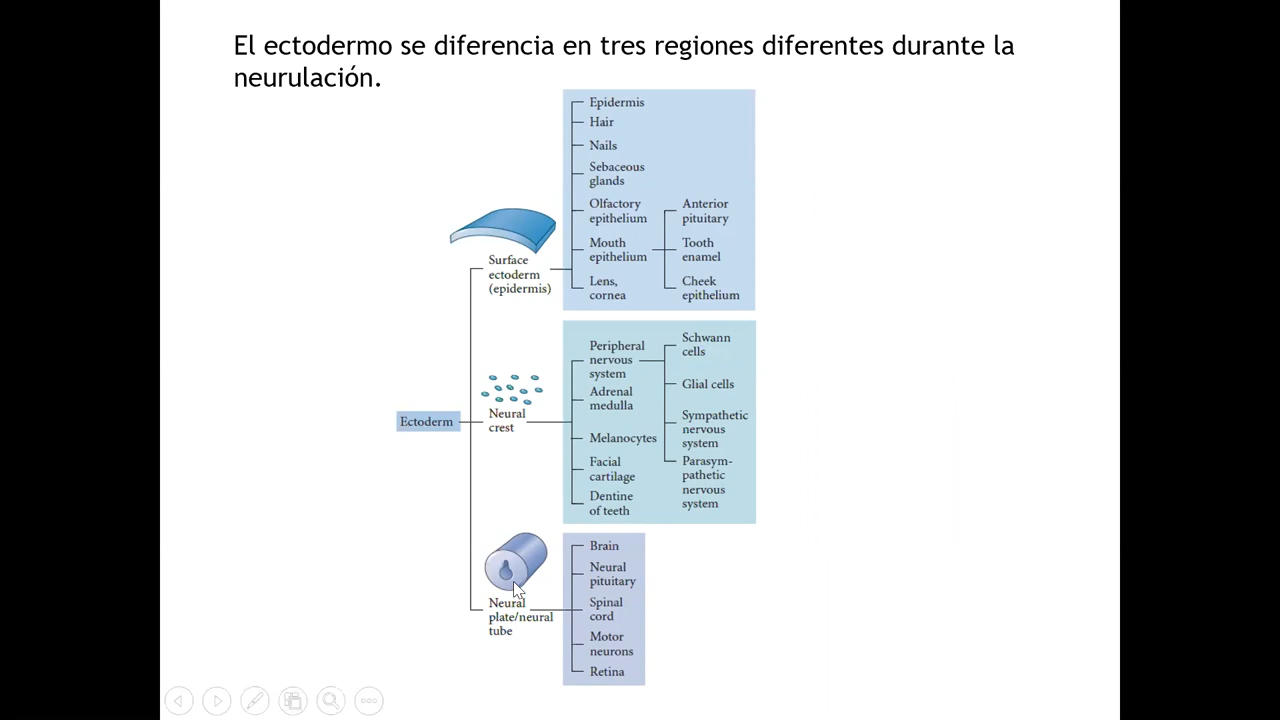 El ectodermo se diferencia en tres regiones diferentes durante la
neurulación.
Ectoderm
Surface
ectoderm
(epidermis)
Epidermis
Hair
Nails
Sebaceous
glands
Olfactory
epithelium
Mouth
epithelium
Lens,
cornea
Anterior
pituitary
Tooth
enamel
Cheek
epithelium
Neural
crest
Peripheral
nervous
system
Adrenal
medulla
Melanocytes
Facial
cartilage
Dentine
of teeth
Schwann
cells
Glial cells
Sympathetic
nervous
system
Parasym-
pathetic
nervous
system
Neural
plate/neural
tube
Brain
Neural
pituitary
Spinal
cord
Motor
neurons
Retina